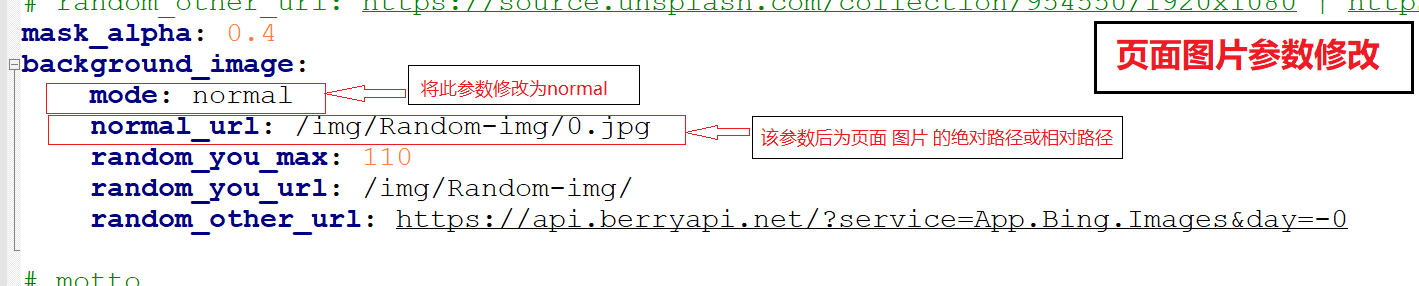 # random_other_url: https://source.unsplash.com/collection/954550/1920x1080 | http
mask_alpha: 0.4
页面图片参数修改
background_image:
mode: normal
将此参数修改为normal
normal_url: /img/Random-img/0.jpg
该参数后为页面 图片 的绝对路径或相对路径
random_you_max: 110
random_you_url: /img/Random-img/
random_other_url: https://api.berryapi.net/?service=App.Bing.Images&day=-0
# motto